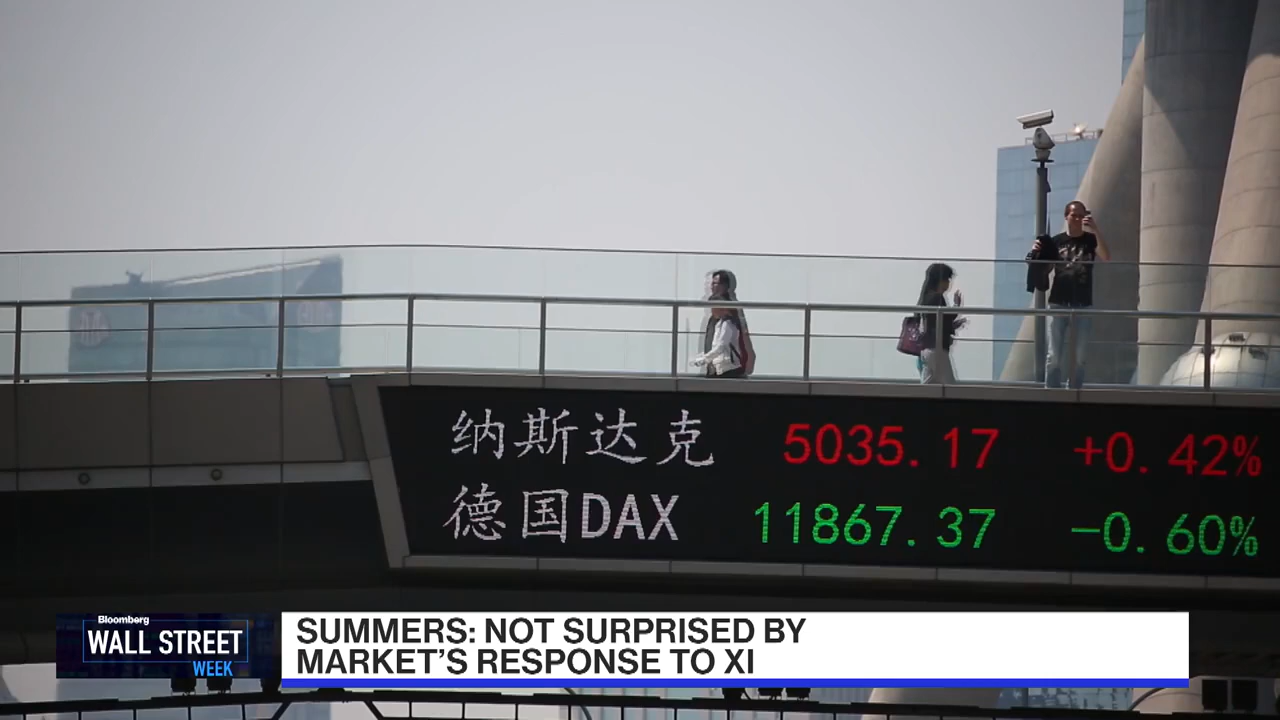 纳斯达克 5035.17 +0.42%
德国DAX 11867.37 -0.60%
Bloomberg
WALL STREET
WEEK
SUMMERS: NOT SURPRISED BY
MARKET’S RESPONSE TO XI